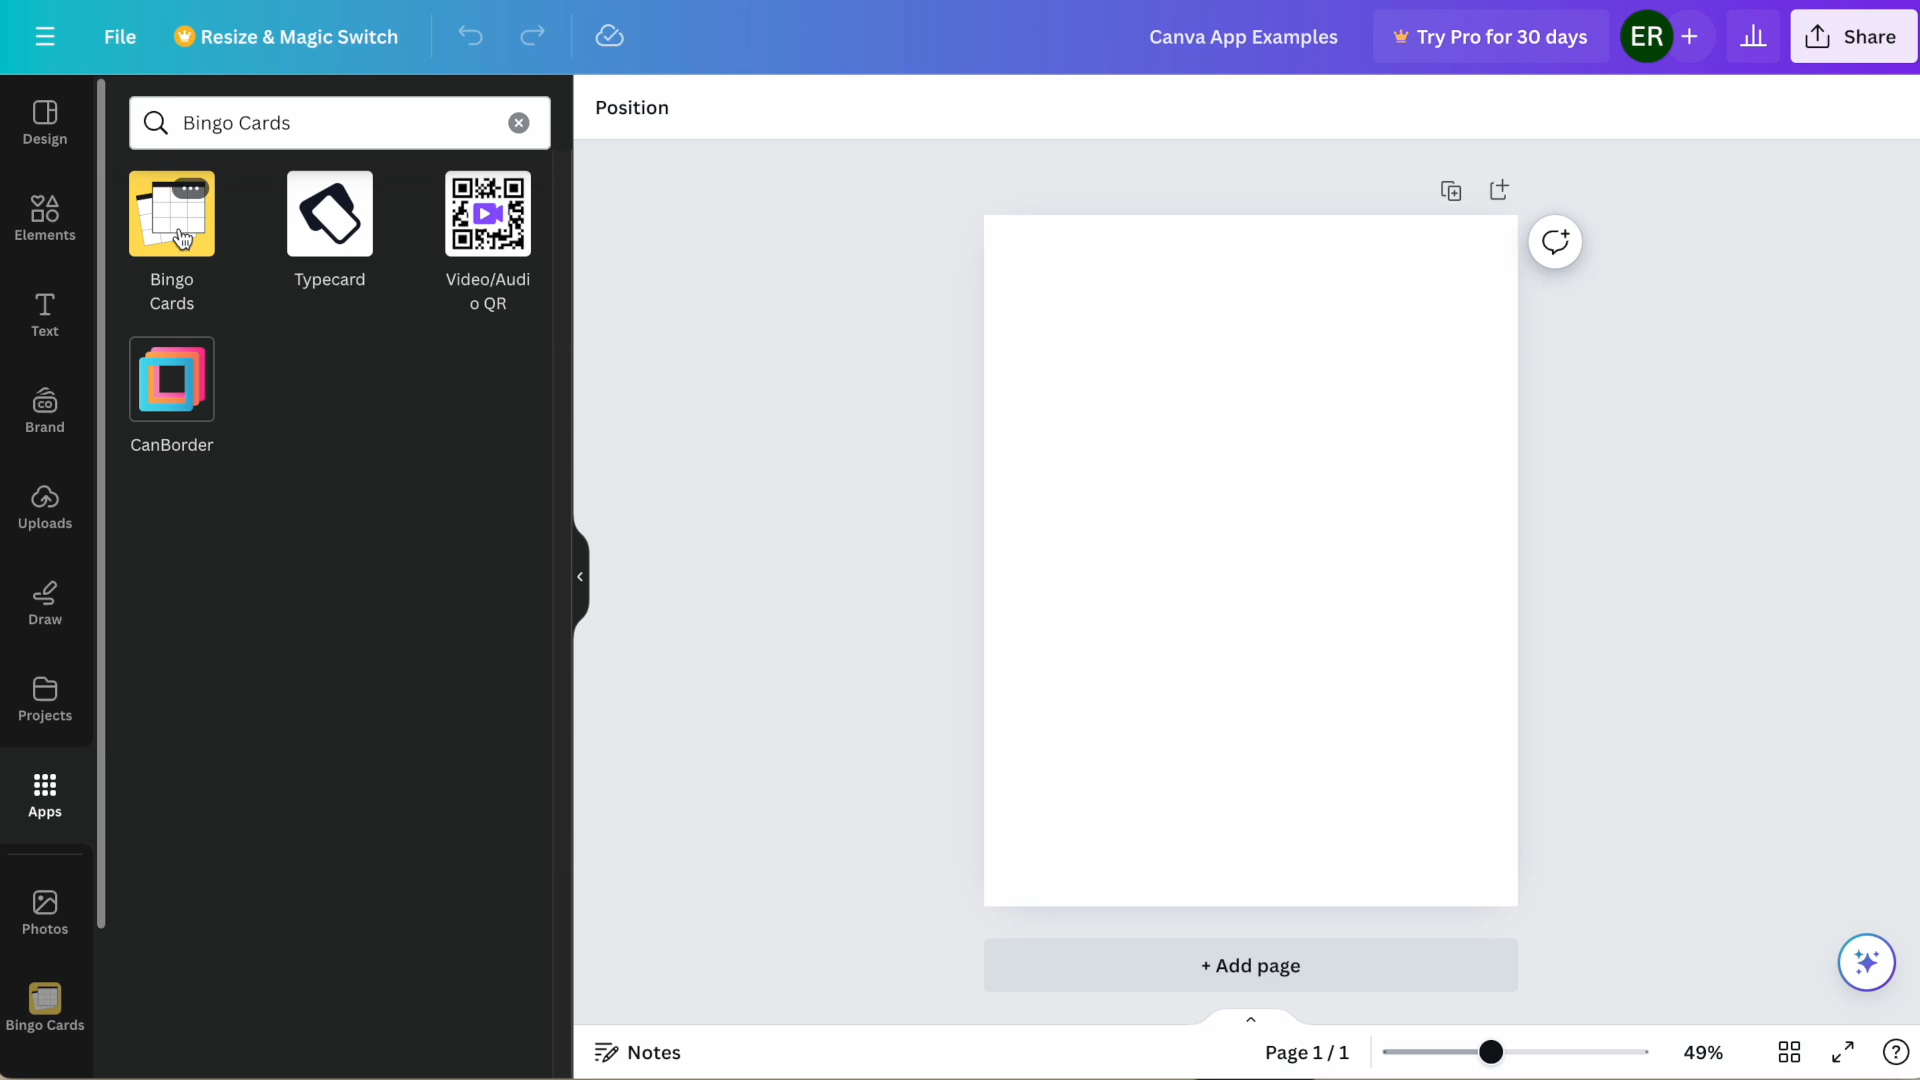 File
Resize & Magic Switch
Canva App Examples
Try Pro for 30 days
ER
Share
Design
Elements
Text
Brand
Uploads
Draw
Projects
Apps
Photos
Bingo Cards
Bingo Cards
Bingo
Cards
Typecard
Video/Audi
o QR
CanBorder
Position
+ Add page
Notes
Page 1 / 1
49%